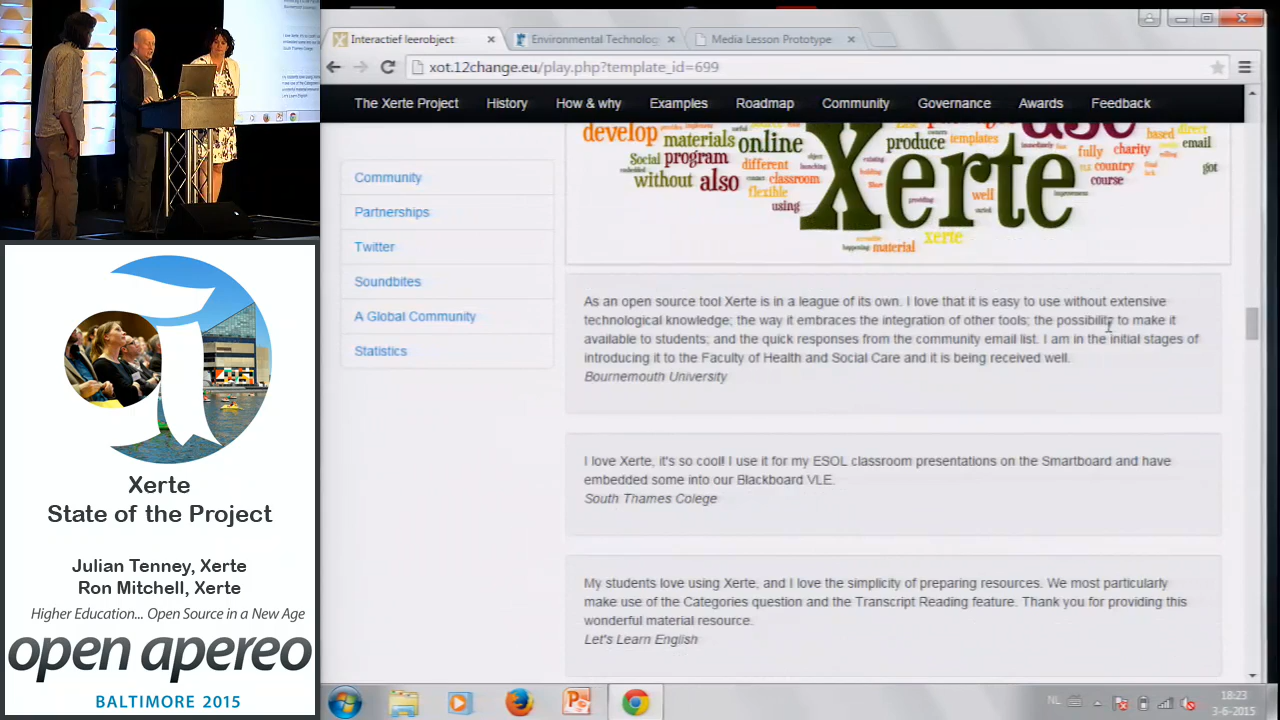 Interactief leerobject
Environmental Technolog
Media Lesson Prototype
xot.12change.eu/play.php?template_id=699
The Xerte Project
History
How & why
Examples
Roadmap
Community
Governance
Awards
Feedback
develop
materials
online
produce
templates
based
direct
Social
program
different
fully
charity
email
without
also
classroom
flexible
using
Xerte
well
country
course
got
material
xerte
Community
Partnerships
Twitter
Soundbites
A Global Community
Statistics
As an open source tool Xerte is in a league of its own. I love that it is easy to use without extensive
technological knowledge; the way it embraces the integration of other tools; the possibility to make it
available to students; and the quick responses from the community email list. I am in the initial stages of
introducing it to the Faculty of Health and Social Care and it is being received well.
Bournemouth University
I love Xerte, it's so cool! I use it for my ESOL classroom presentations on the Smartboard and have
embedded some into our Blackboard VLE.
South Thames Colege
My students love using Xerte, and I love the simplicity of preparing resources. We most particularly
make use of the Categories question and the Transcript Reading feature. Thank you for providing this
wonderful material resource.
Let's Learn English
Xerte
State of the Project
Julian Tenney, Xerte
Ron Mitchell, Xerte
Higher Education... Open Source in a New Age
open apereo
BALTIMORE 2015
NL
18:23
3-6-2015